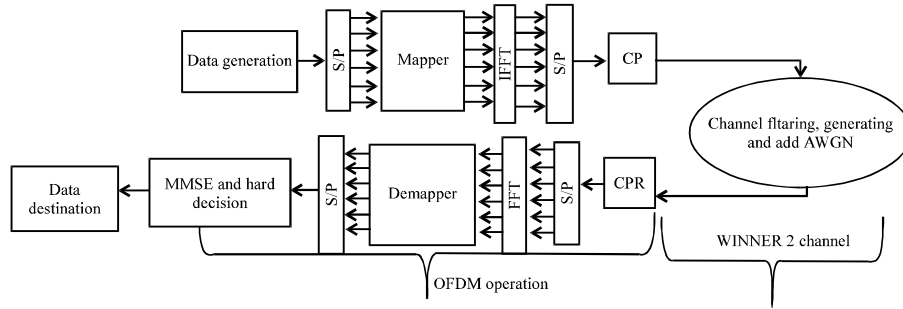 Data generation
S/P
Mapper
IFFT
S/P
CP
Channel fltaring, generating
and add AWGN
Data
destination
MMSE and hard
decision
S/P
Demapper
FFT
S/P
CPR
WINNER 2 channel
OFDM operation